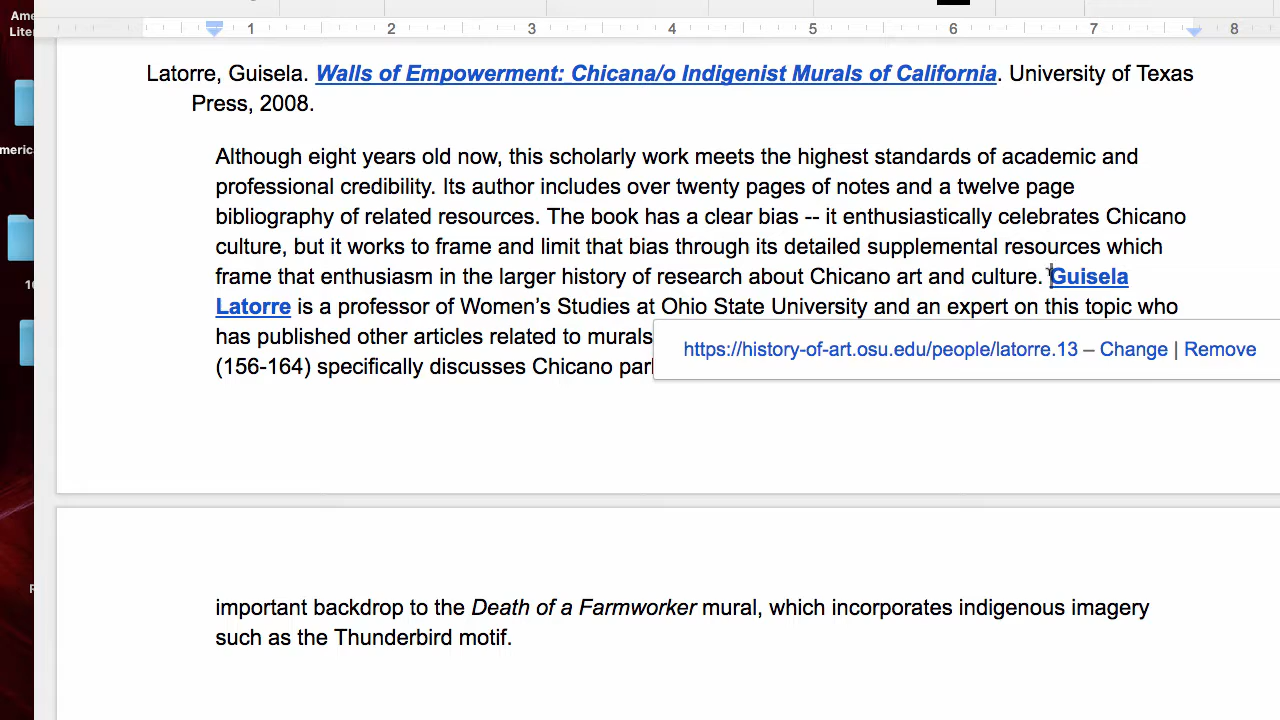 Ame
Liter
1 2 3 4 5 6 7 8
Latorre, Guisela. Walls of Empowerment: Chicana/o Indigenist Murals of California. University of Texas
Press, 2008.
Although eight years old now, this scholarly work meets the highest standards of academic and
professional credibility. Its author includes over twenty pages of notes and a twelve page
bibliography of related resources. The book has a clear bias -- it enthusiastically celebrates Chicano
culture, but it works to frame and limit that bias through its detailed supplemental resources which
frame that enthusiasm in the larger history of research about Chicano art and culture. Guisela
Latorre is a professor of Women’s Studies at Ohio State University and an expert on this topic who
has published other articles related to murals
https://history-of-art.osu.edu/people/latorre.13 – Change | Remove
(156-164) specifically discusses Chicano
important backdrop to the Death of a Farmworker mural, which incorporates indigenous imagery
such as the Thunderbird motif.